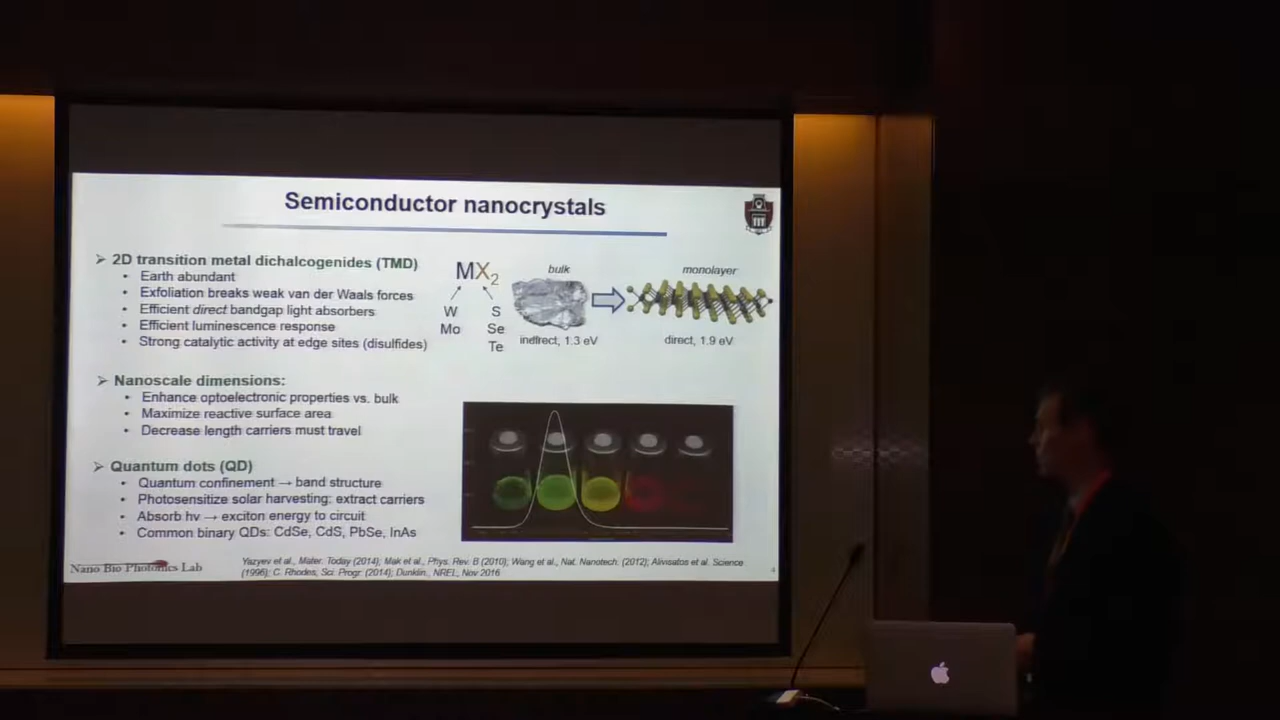 Semiconductor nanocrystals
➢ 2D transition metal dichalcogenides (TMD)
• Earth abundant
• Exfoliation breaks weak van der Waals forces
• Efficient direct bandgap light absorbers
• Efficient luminescence response
• Strong catalytic activity at edge sites (disulfides)
MX2
W S
Mo Se
Te
bulk
monolayer
indirect, 1.3 eV
direct, 1.9 eV
➢ Nanoscale dimensions:
• Enhance optoelectronic properties vs. bulk
• Maximize reactive surface area
• Decrease length carriers must travel
➢ Quantum dots (QD)
• Quantum confinement → band structure
• Photosensitize solar harvesting: extract carriers
• Absorb hv → exciton energy to circuit
• Common binary QDs: CdSe, CdS, PbSe, InAs
Nano Bio Photonics Lab
Yazyev et al., Mater. Today (2014); Mak et al., Phys. Rev. B (2010); Wang et al., Nat. Nanotech. (2012); Alivisatos et al. Science
(1996); C. Rhodes, Sci. Progr. (2014); Dunklin, NREL, Nov 2016
4